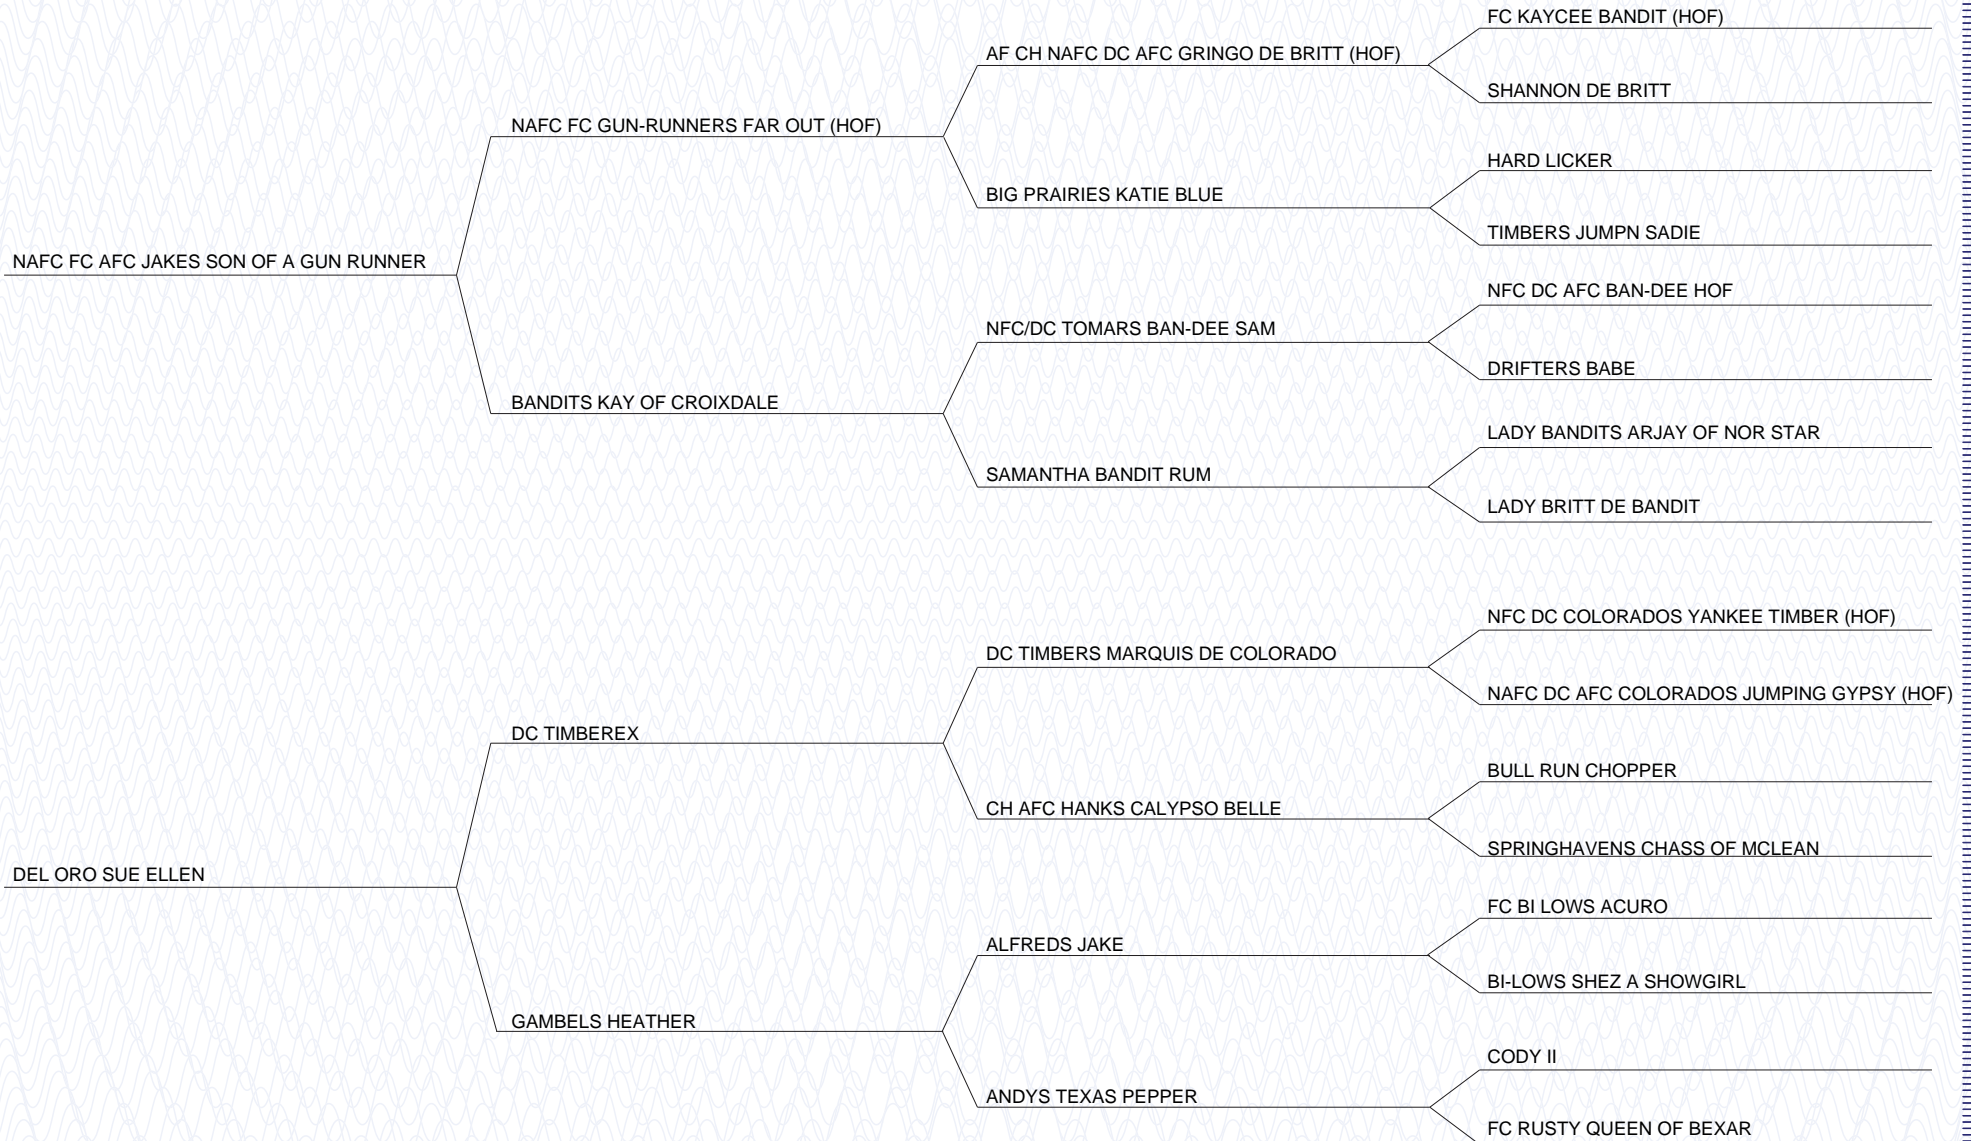 FC KAYCEE BANDIT (HOF)
AF CH NAFC DC AFC GRINGO DE BRITT (HOF)
SHANNON DE BRITT
NAFC FC GUN-RUNNERS FAR OUT (HOF)
HARD LICKER
BIG PRAIRIES KATIE BLUE
TIMBERS JUMPN SADIE
NAFC FC AFC JAKES SON OF A GUN RUNNER
NFC DC AFC BAN-DEE HOF
NFC/DC TOMARS BAN-DEE SAM
DRIFTERS BABE
BANDITS KAY OF CROIXDALE
LADY BANDITS ARJAY OF NOR STAR
SAMANTHA BANDIT RUM
LADY BRITT DE BANDIT
NFC DC COLORADOS YANKEE TIMBER (HOF)
DC TIMBERS MARQUIS DE COLORADO
NAFC DC AFC COLORADOS JUMPING GYPSY (HOF)
DC TIMBEREX
BULL RUN CHOPPER
CH AFC HANKS CALYPSO BELLE
SPRINGHAVENS CHASS OF MCLEAN
DEL ORO SUE ELLEN
FC BI LOWS ACURO
ALFREDS JAKE
BI-LOWS SHEZ A SHOWGIRL
GAMBELS HEATHER
CODY II
ANDYS TEXAS PEPPER
FC RUSTY QUEEN OF BEXAR